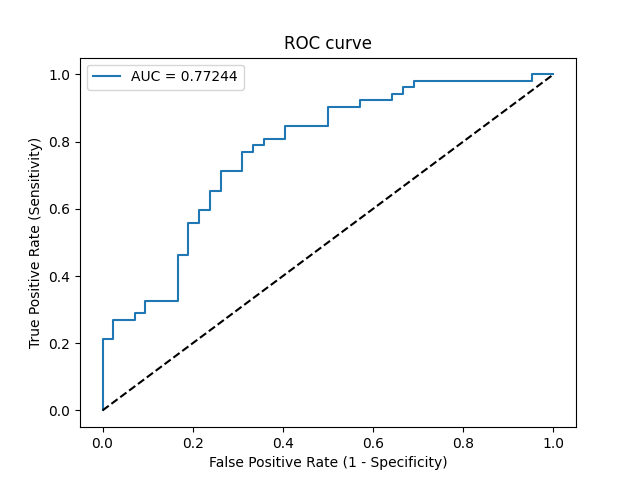 ROC curve
AUC = 0.77244
True Positive Rate (Sensitivity)
1.0
0.8
0.6
0.4
0.2
0.0
0.0 0.2 0.4 0.6 0.8 1.0
False Positive Rate (1 - Specificity)